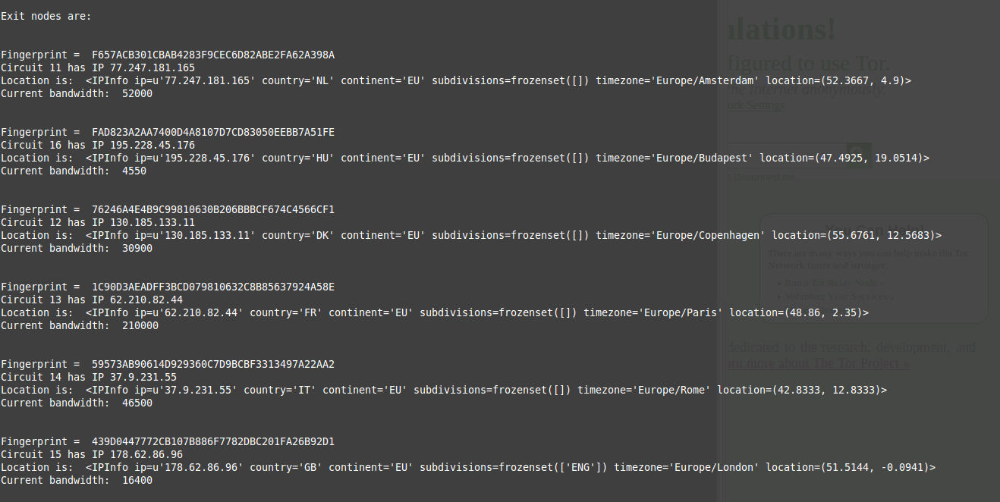 Exit nodes are:
Fingerprint =  F657ACB301CBAB4283F9CEC6D82ABE2FA62A398A
Circuit 11 has IP 77.247.181.165
Location is:  <IPInfo ip=u'77.247.181.165' country='NL' continent='EU' subdivisions=frozenset([]) timezone='Europe/Amsterdam' location=(52.3667, 4.9)>
Current bandwidth:  52000
Fingerprint =  FAD823A2AA7400D4A8107D7CD83050EEBB7A51FE
Circuit 16 has IP 195.228.45.176
Location is:  <IPInfo ip=u'195.228.45.176' country='HU' continent='EU' subdivisions=frozenset([]) timezone='Europe/Budapest' location=(47.4925, 19.0514)>
Current bandwidth:  4550
Fingerprint =  76246A4E4B9C99810630B206BBBCF674C4566CF1
Circuit 12 has IP 130.185.133.11
Location is:  <IPInfo ip=u'130.185.133.11' country='DK' continent='EU' subdivisions=frozenset([]) timezone='Europe/Copenhagen' location=(55.6761, 12.5683)>
Current bandwidth:  30900
Fingerprint =  1C90D3AEADFF3BCD079810632C8B85637924A58E
Circuit 13 has IP 62.210.82.44
Location is:  <IPInfo ip=u'62.210.82.44' country='FR' continent='EU' subdivisions=frozenset([]) timezone='Europe/Paris' location=(48.86, 2.35)>
Current bandwidth:  210000
Fingerprint =  59573AB90614D929360C7D9BCBF3313497A22AA2
Circuit 14 has IP 37.9.231.55
Location is:  <IPInfo ip=u'37.9.231.55' country='IT' continent='EU' subdivisions=frozenset([]) timezone='Europe/Rome' location=(42.8333, 12.8333)>
Current bandwidth:  46500
Fingerprint =  439D0447772CB107B886F7782DBC201FA26B92D1
Circuit 15 has IP 178.62.86.96
Location is:  <IPInfo ip=u'178.62.86.96' country='GB' continent='EU' subdivisions=frozenset(['ENG']) timezone='Europe/London' location=(51.5144, -0.0941)>
Current bandwidth:  16400
ulations!
figured to use Tor.
the Internet anonymously.
ork Settings
Disconnect.me.
You Can Help!
There are many ways you can help make the Tor
Network faster and stronger:
• Run a Tor Relay Node »
• Volunteer Your Services »
dedicated to the research, development, and
arn more about The Tor Project »